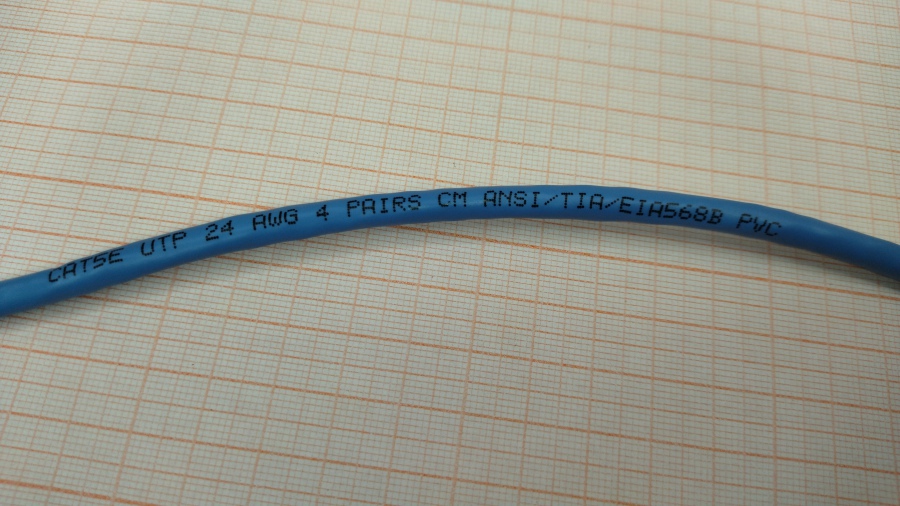 CAT5E UTP 24 AWG 4 PAIRS CM ANSI/TIA/EIA568B PVC